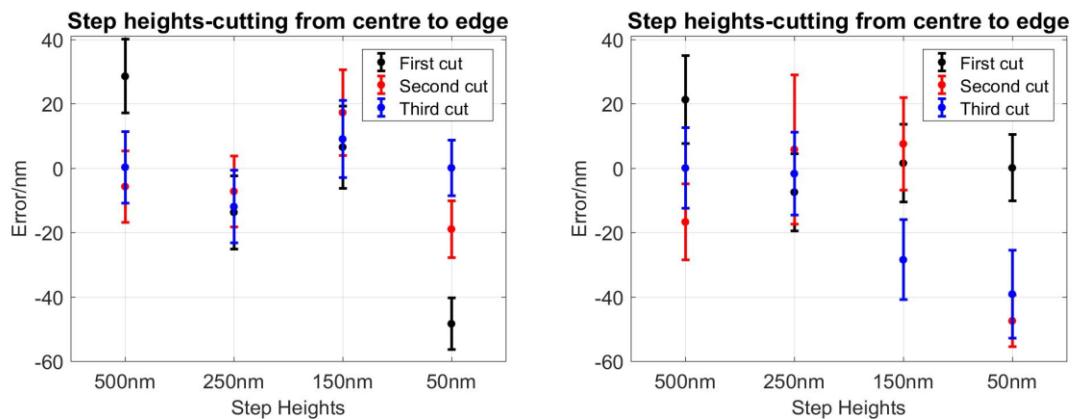 Step heights-cutting from centre to edge
40
20
0
-20
-40
-60
Error/nm
First cut
Second cut
Third cut
500nm 250nm 150nm 50nm
Step Heights
Step heights-cutting from centre to edge
40
20
0
-20
-40
-60
Error/nm
First cut
Second cut
Third cut
500nm 250nm 150nm 50nm
Step Heights